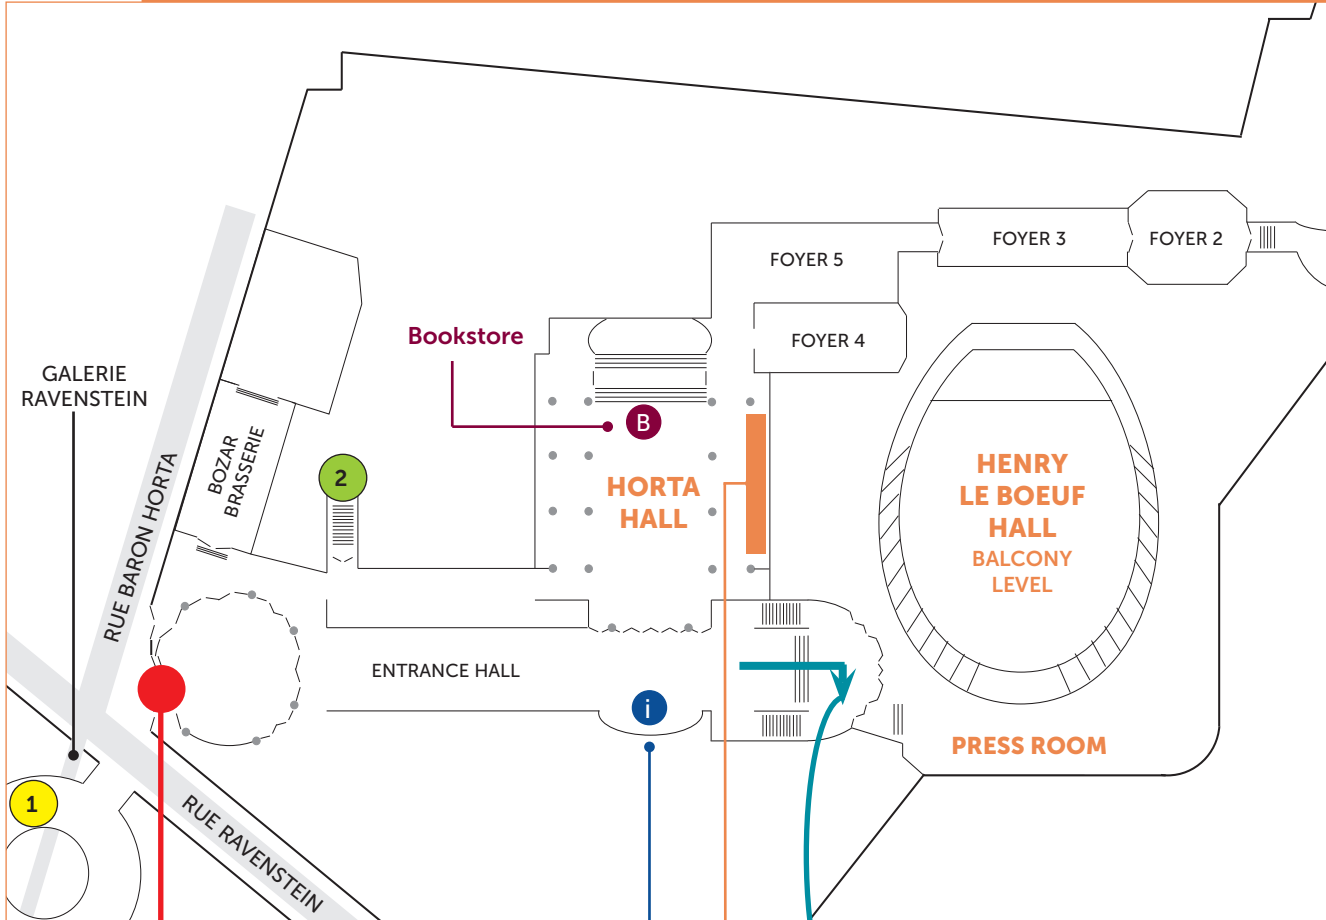 FOYER 3
FOYER 2
FOYER 5
Bookstore
FOYER 4
GALERIE
RAVENSTEIN
B
BOZAR
BRASSERIE
2
HORTA
HALL
HENRY
LE BOEUF
HALL
BALCONY
LEVEL
RUE BARON HORTA
ENTRANCE HALL
i
PRESS ROOM
1
RUE RAVENSTEIN